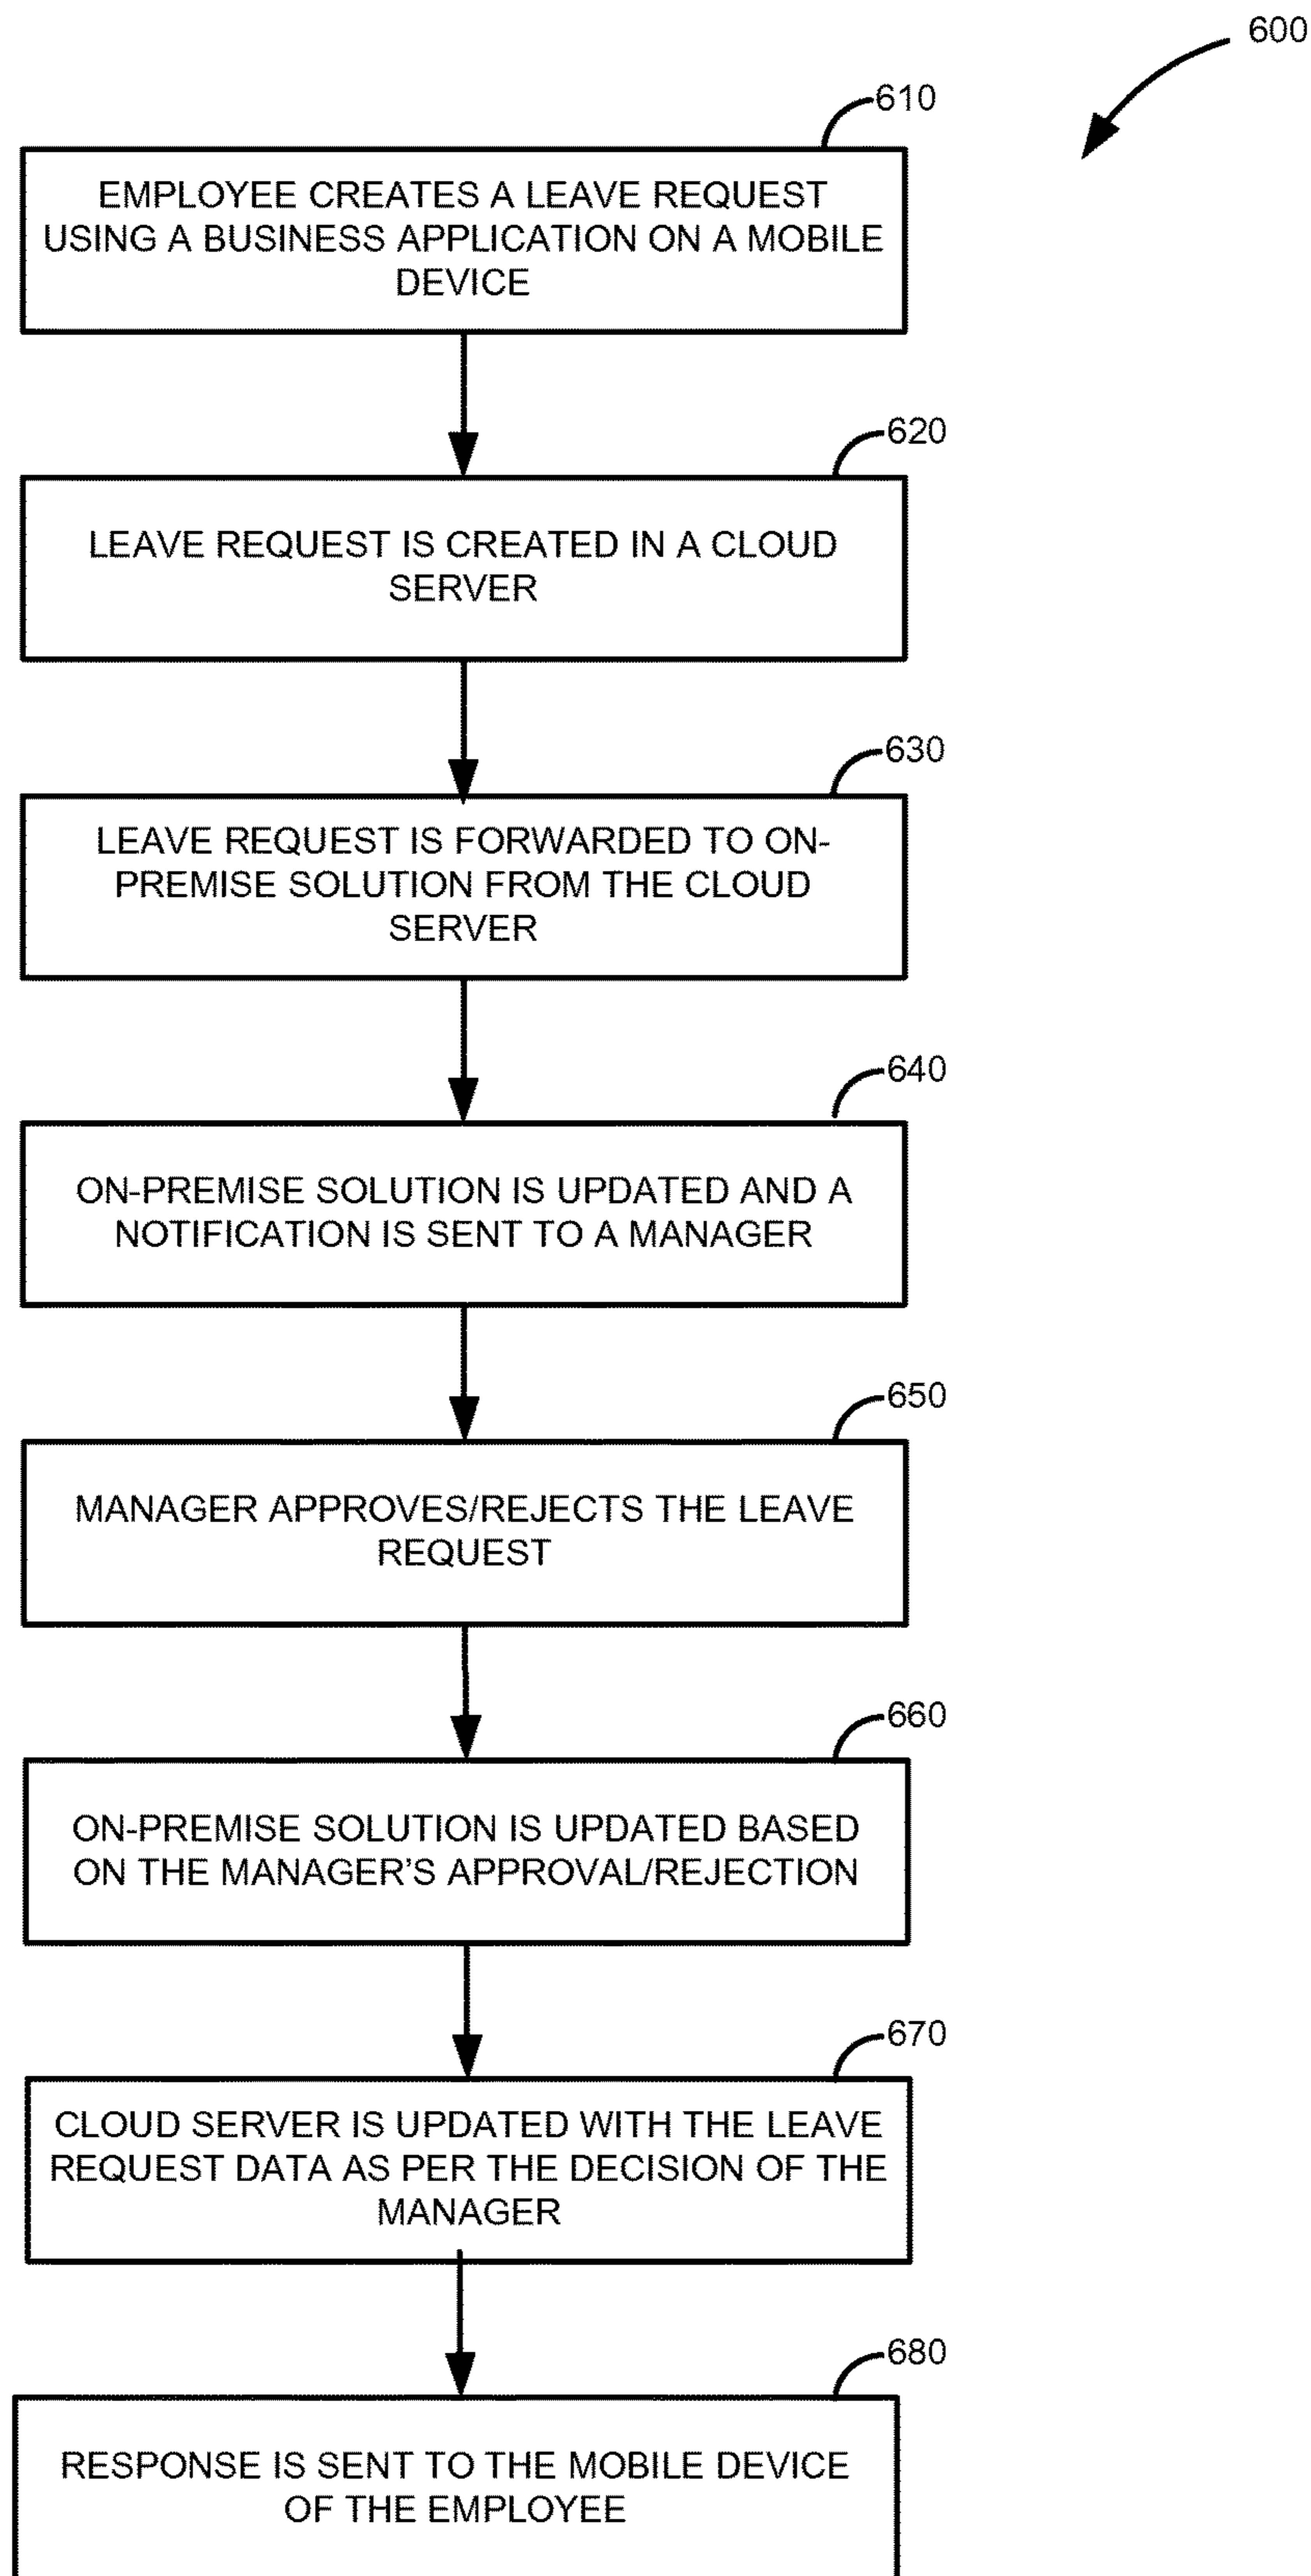 600
610
EMPLOYEE CREATES A LEAVE REQUEST
USING A BUSINESS APPLICATION ON A MOBILE
DEVICE
620
LEAVE REQUEST IS CREATED IN A CLOUD
SERVER
630
LEAVE REQUEST IS FORWARDED TO ON-
PREMISE SOLUTION FROM THE CLOUD
SERVER
640
ON-PREMISE SOLUTION IS UPDATED AND A
NOTIFICATION IS SENT TO A MANAGER
650
MANAGER APPROVES/REJECTS THE LEAVE
REQUEST
660
ON-PREMISE SOLUTION IS UPDATED BASED
ON THE MANAGER’S APPROVAL/REJECTION
670
CLOUD SERVER IS UPDATED WITH THE LEAVE
REQUEST DATA AS PER THE DECISION OF THE
MANAGER
680
RESPONSE IS SENT TO THE MOBILE DEVICE
OF THE EMPLOYEE